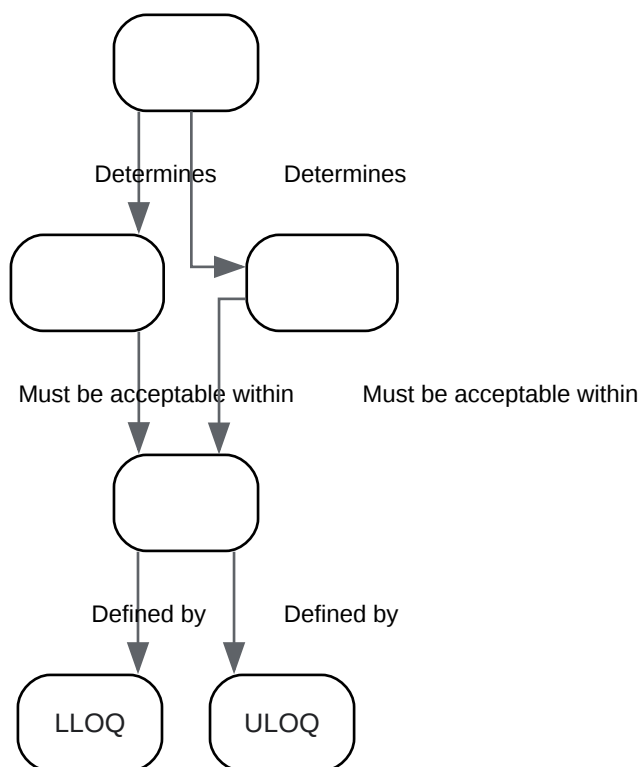 Determines
Determines
Must be acceptable within
Must be acceptable within
Defined by
Defined by
LLOQ
ULOQ